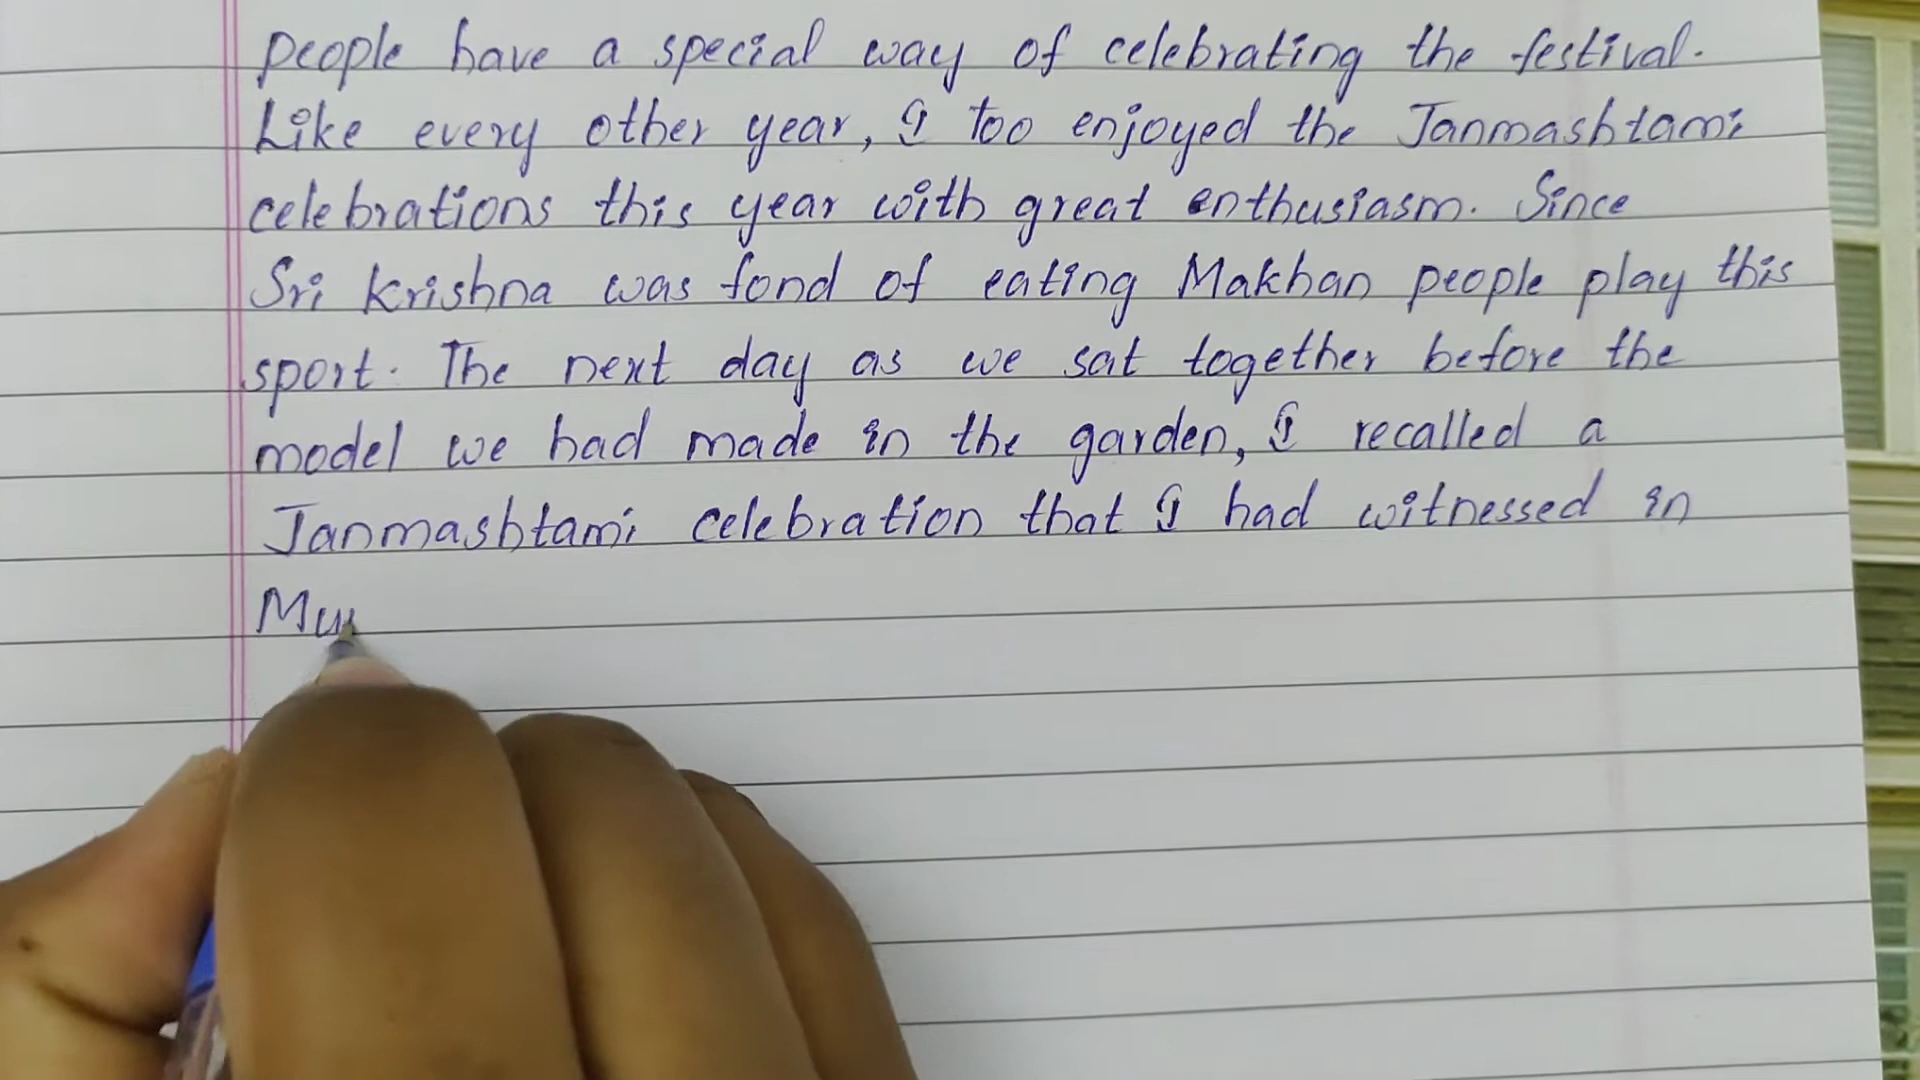 people have a special way of celebrating the festival.
Like every other year, I too enjoyed the Janmashtami
celebrations this year with great enthusiasm. Since
Sri Krishna was fond of eating Makhan people play this
sport. The next day as we sat together before the
model we had made in the garden, I recalled a
Janmashtami celebration that I had witnessed in